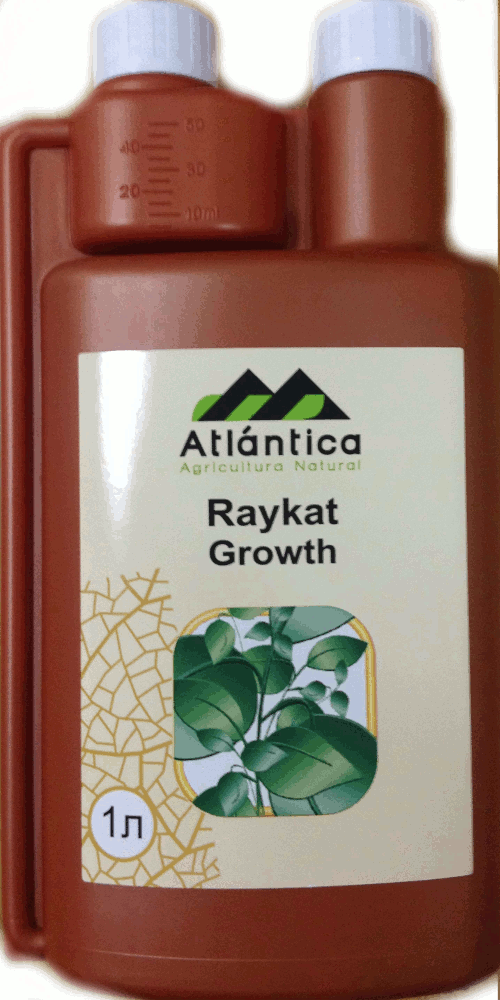 50
40
30
20
10ml
Atlántica
Agricultura Natural
Raykat
Growth
1л